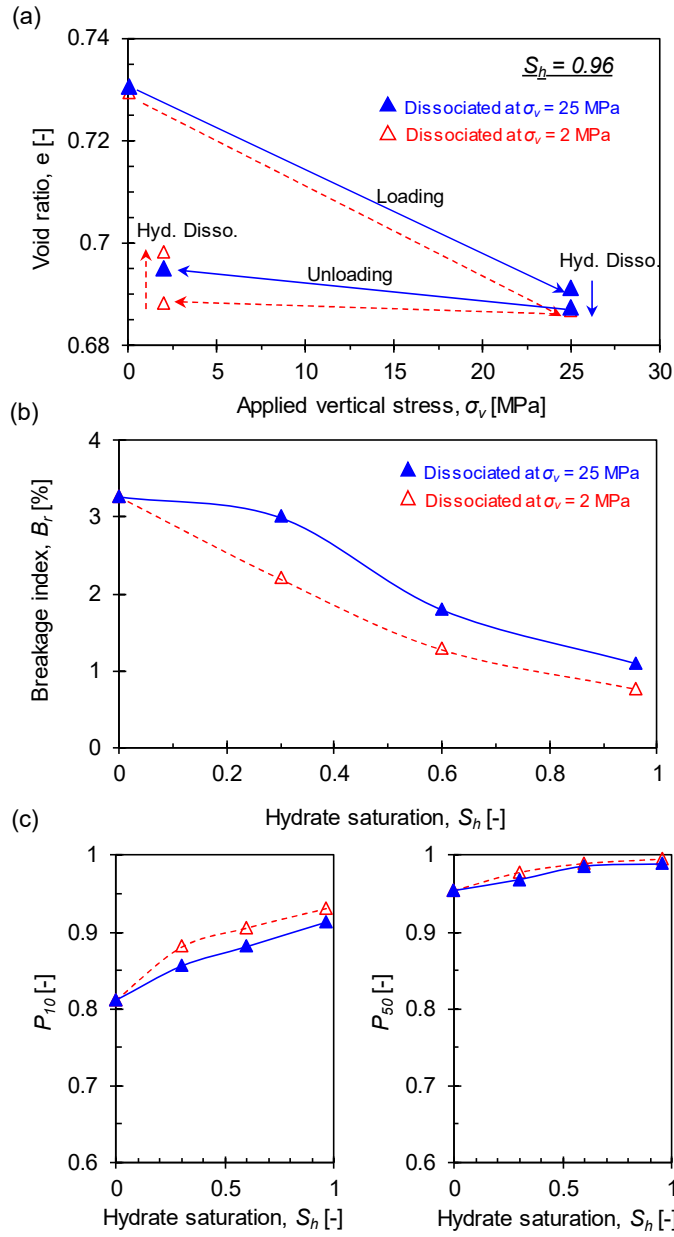 (a)
0.74
0.72
0.7
0.68
Void ratio, e [-]
S_h = 0.96
Dissociated at σ_v = 25 MPa
Dissociated at σ_v = 2 MPa
Loading
Hyd. Disso.
Hyd. Disso.
Unloading
0 5 10 15 20 25 30
Applied vertical stress, σ_v [MPa]
(b)
4
3
2
1
0
Breakage index, B_r [%]
Dissociated at σ_v = 25 MPa
Dissociated at σ_v = 2 MPa
0 0.2 0.4 0.6 0.8 1
Hydrate saturation, S_h [-]
(c)
1
0.9
0.8
0.7
0.6
P_10 [-]
0 0.5 1
Hydrate saturation, S_h [-]
1
0.9
0.8
0.7
0.6
P_50 [-]
0 0.5 1
Hydrate saturation, S_h [-]